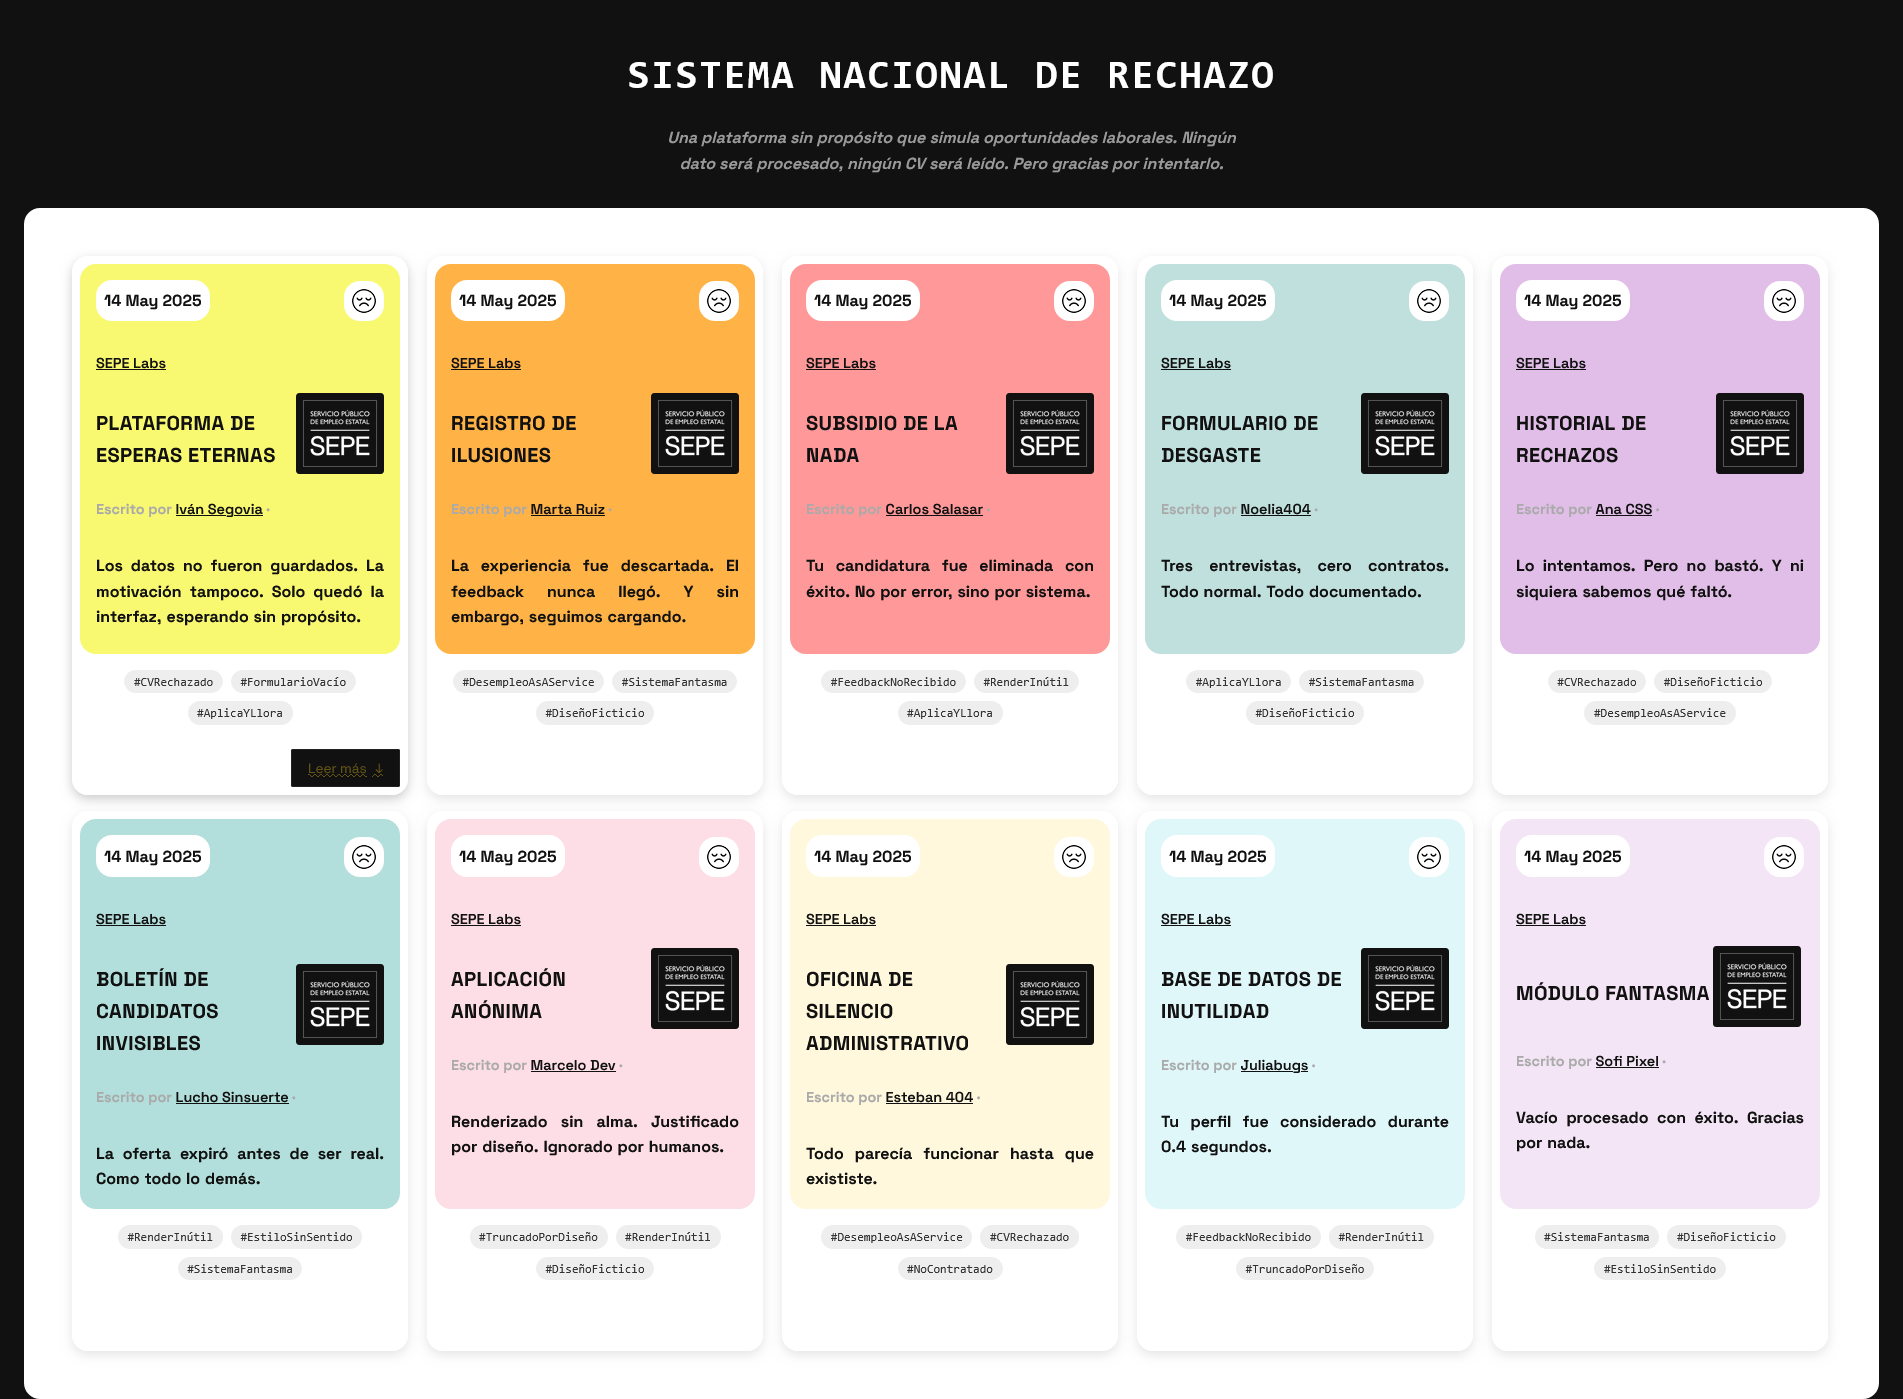 SISTEMA NACIONAL DE RECHAZO
Una plataforma sin propósito que simula oportunidades laborales. Ningún
dato será procesado, ningún CV será leído. Pero gracias por intentarlo.
14 May 2025
SEPE Labs
PLATAFORMA DE
ESPERAS ETERNAS
SERVICIO PÚBLICO
DE EMPLEO ESTATAL
SEPE
Escrito por Iván Segovia ·
Los datos no fueron guardados. La
motivación tampoco. Solo quedó la
interfaz, esperando sin propósito.
#CVRechazado #FormularioVacío
#AplicaYLlora
Leer más ↓
14 May 2025
SEPE Labs
REGISTRO DE
ILUSIONES
SERVICIO PÚBLICO
DE EMPLEO ESTATAL
SEPE
Escrito por Marta Ruiz ·
La experiencia fue descartada. El
feedback nunca llegó. Y sin
embargo, seguimos cargando.
#DesempleoAsAService #SistemaFantasma
#DiseñoFicticio
14 May 2025
SEPE Labs
SUBSIDIO DE LA
NADA
SERVICIO PÚBLICO
DE EMPLEO ESTATAL
SEPE
Escrito por Carlos Salasar ·
Tu candidatura fue eliminada con
éxito. No por error, sino por sistema.
#FeedbackNoRecibido #RenderInútil
#AplicaYLlora
14 May 2025
SEPE Labs
FORMULARIO DE
DESGASTE
SERVICIO PÚBLICO
DE EMPLEO ESTATAL
SEPE
Escrito por Noelia404 ·
Tres entrevistas, cero contratos.
Todo normal. Todo documentado.
#AplicaYLlora #SistemaFantasma
#DiseñoFicticio
14 May 2025
SEPE Labs
HISTORIAL DE
RECHAZOS
SERVICIO PÚBLICO
DE EMPLEO ESTATAL
SEPE
Escrito por Ana CSS ·
Lo intentamos. Pero no bastó. Y ni
siquiera sabemos qué faltó.
#CVRechazado #DiseñoFicticio
#DesempleoAsAService
14 May 2025
SEPE Labs
BOLETÍN DE
CANDIDATOS
INVISIBLES
SERVICIO PÚBLICO
DE EMPLEO ESTATAL
SEPE
Escrito por Lucho Sinsuerte ·
La oferta expiró antes de ser real.
Como todo lo demás.
#RenderInútil #EstiloSinSentido
#SistemaFantasma
14 May 2025
SEPE Labs
APLICACIÓN
ANÓNIMA
SERVICIO PÚBLICO
DE EMPLEO ESTATAL
SEPE
Escrito por Marcelo Dev ·
Renderizado sin alma. Justificado
por diseño. Ignorado por humanos.
#TruncadoPorDiseño #RenderInútil
#DiseñoFicticio
14 May 2025
SEPE Labs
OFICINA DE
SILENCIO
ADMINISTRATIVO
SERVICIO PÚBLICO
DE EMPLEO ESTATAL
SEPE
Escrito por Esteban 404 ·
Todo parecía funcionar hasta que
exististe.
#DesempleoAsAService #CVRechazado
#NoContratado
14 May 2025
SEPE Labs
BASE DE DATOS DE
INUTILIDAD
SERVICIO PÚBLICO
DE EMPLEO ESTATAL
SEPE
Escrito por Juliabugs ·
Tu perfil fue considerado durante
0.4 segundos.
#FeedbackNoRecibido #RenderInútil
#TruncadoPorDiseño
14 May 2025
SEPE Labs
MÓDULO FANTASMA
SERVICIO PÚBLICO
DE EMPLEO ESTATAL
SEPE
Escrito por Sofi Pixel ·
Vacío procesado con éxito. Gracias
por nada.
#SistemaFantasma #DiseñoFicticio
#EstiloSinSentido